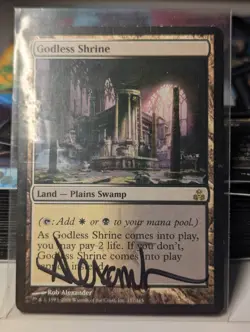 Godless Shrine
Land — Plains Swamp
(: Add or to your mana pool.)
As Godless Shrine comes into play,
you may pay 2 life. If you don't,
Godless Shrine comes into play
Rob Alexander